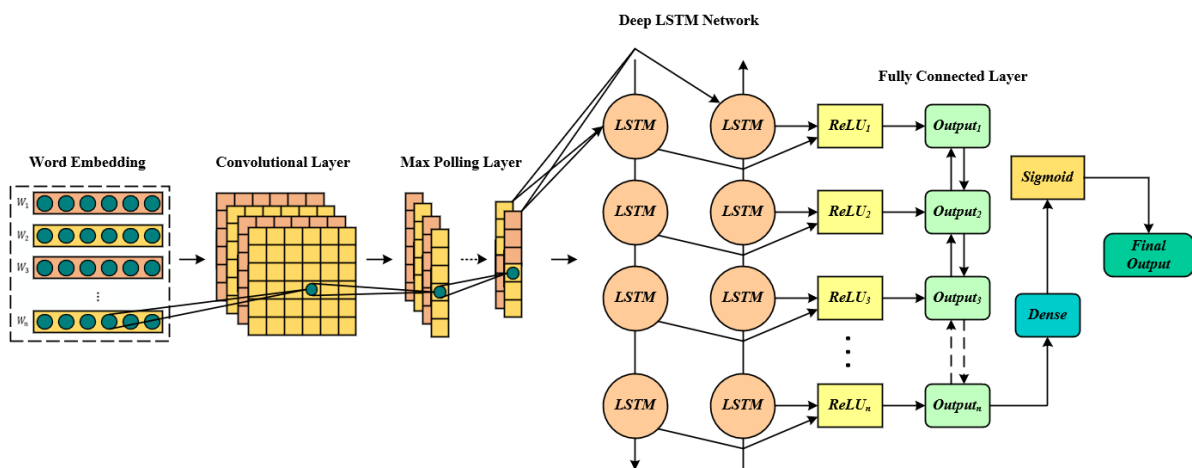 Deep LSTM Network
Fully Connected Layer
Word Embedding
Convolutional Layer
Max Polling Layer
W1
W2
W3
...
Wn
LSTM
LSTM
ReLU1
Output1
LSTM
LSTM
ReLU2
Output2
LSTM
LSTM
ReLU3
Output3
LSTM
LSTM
ReLUn
Outputn
Sigmoid
Dense
Final
Output